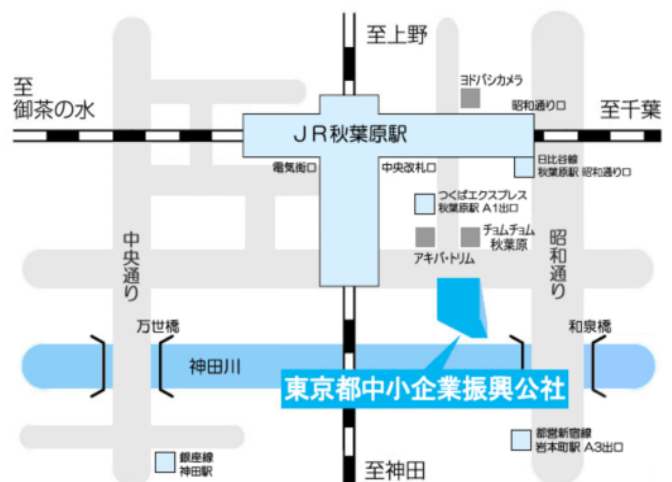 至上野
ヨドバシカメラ
至
御茶の水
昭和通り口
至千葉
JR秋葉原駅
電気街口
中央改札口
日比谷線
秋葉原駅 昭和通り口
つくばエクスプレス
秋葉原駅 A1出口
チョムチョム
秋葉原
アキバ・トリム
中央通り
昭和通り
万世橋
和泉橋
神田川
東京都中小企業振興公社
都営新宿線
岩本町駅 A3出口
銀座線
神田駅
至神田